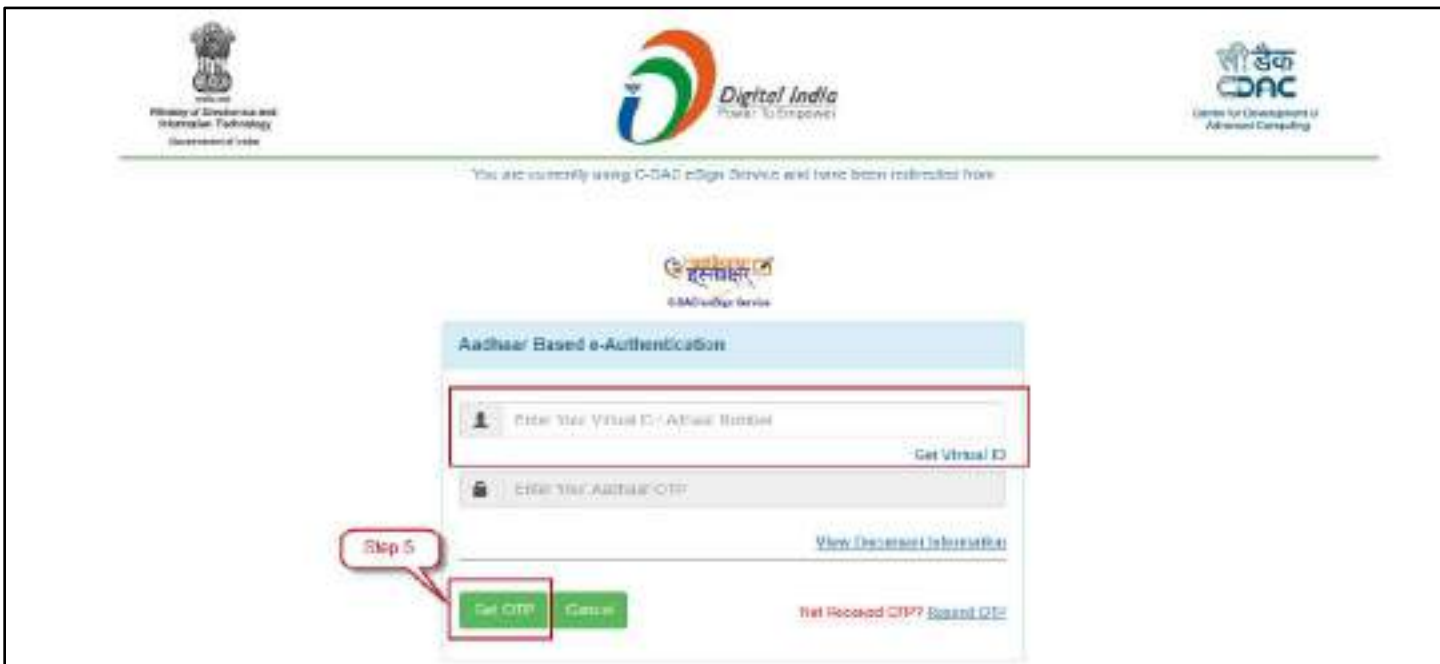 Ministry of Electronics and
Information Technology
Government of India
Digital India
Power To Empower
सी डैक
CDAC
Centre for Development of
Advanced Computing
You are currently using C-DAC eSign Service and have been redirected from
हस्ताक्षर
C-DAC eSign Service
Aadhaar Based e-Authentication
Enter Your Virtual ID / Number
Get Virtual ID
Enter Your Aadhaar OTP
View Document Information
Step 5
Get OTP
Cancel
Not Received OTP? Resend OTP